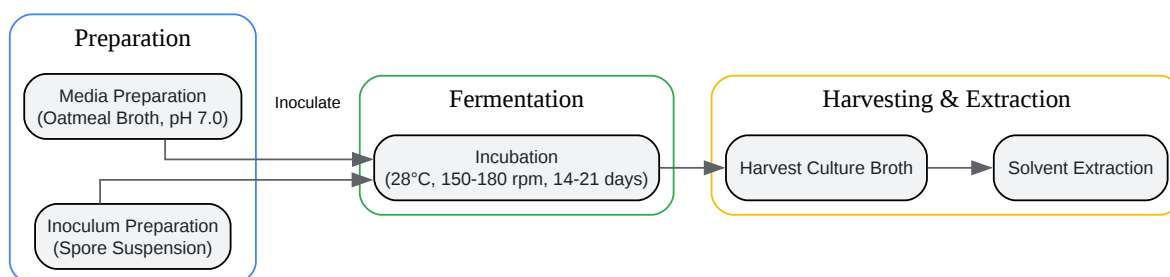 Preparation
Media Preparation
(Oatmeal Broth, pH 7.0)
Inoculum Preparation
(Spore Suspension)
Inoculate
Fermentation
Incubation
(28°C, 150-180 rpm, 14-21 days)
Harvesting & Extraction
Harvest Culture Broth
Solvent Extraction